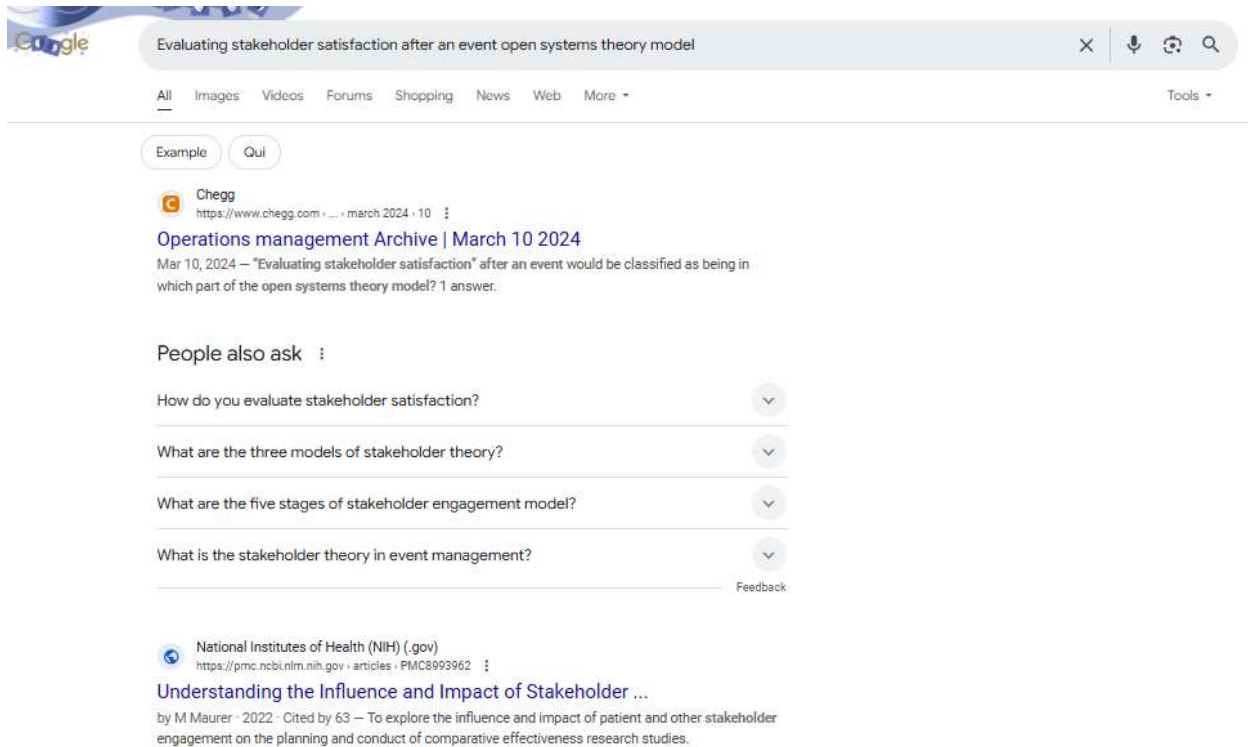 Google
Evaluating stakeholder satisfaction after an event open systems theory model
All Images Videos Forums Shopping News Web More
Tools
Example Qui
Chegg
https://www.chegg.com › ... › march 2024 › 10
Operations management Archive | March 10 2024
Mar 10, 2024 — "Evaluating stakeholder satisfaction" after an event would be classified as being in
which part of the open systems theory model? 1 answer.
People also ask
How do you evaluate stakeholder satisfaction?
What are the three models of stakeholder theory?
What are the five stages of stakeholder engagement model?
What is the stakeholder theory in event management?
Feedback
National Institutes of Health (NIH) (.gov)
https://pmc.ncbi.nlm.nih.gov › articles › PMC8993962
Understanding the Influence and Impact of Stakeholder ...
by M Maurer · 2022 · Cited by 63 — To explore the influence and impact of patient and other stakeholder
engagement on the planning and conduct of comparative effectiveness research studies.